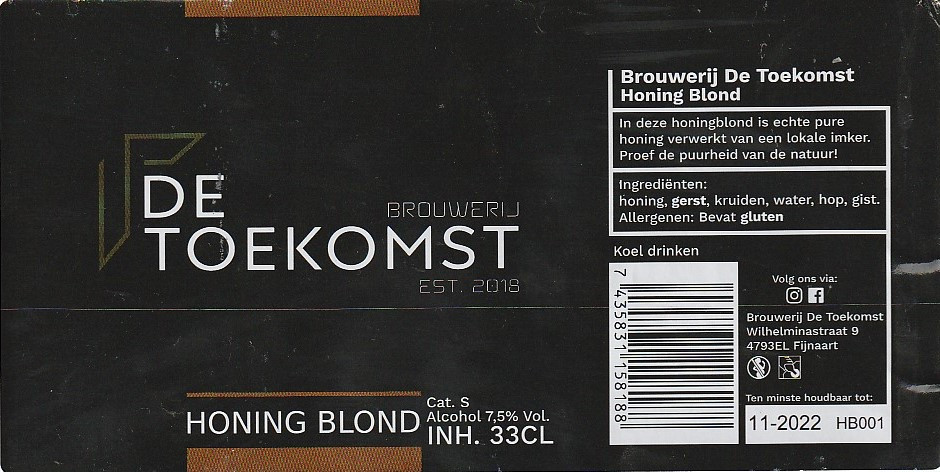 DE
BROUWERIJ
TOEKOMST
EST. 2018
HONING BLOND
Cat. S
Alcohol 7,5% Vol.
INH. 33CL
Brouwerij De Toekomst
Honing Blond
In deze honingblond is echte pure
honing verwerkt van een lokale imker.
Proef de puurheid van de natuur!
Ingrediënten:
honing, gerst, kruiden, water, hop, gist.
Allergenen: Bevat gluten
Koel drinken
7 435831 158188
Volg ons via:
Brouwerij De Toekomst
Wilhelminastraat 9
4793EL Fijnaart
Ten minste houdbaar tot:
11-2022 HB001